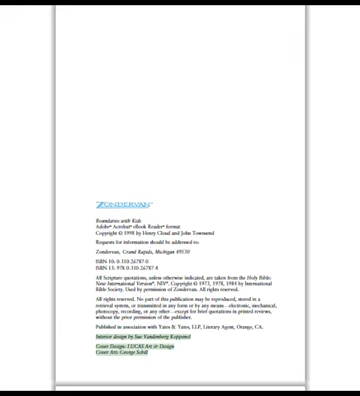 ZONDERVAN™
Boundaries with Kids
Adobe® Acrobat® eBook Reader® format
Copyright © 1998 by Henry Cloud and John Townsend
Requests for information should be addressed to:
Zondervan, Grand Rapids, Michigan 49530
ISBN 10: 0-310-26787-0
ISBN 13: 978-0-310-26787-4
All Scripture quotations, unless otherwise indicated, are taken from the Holy Bible:
New International Version®. NIV®. Copyright © 1973, 1978, 1984 by International
Bible Society. Used by permission of Zondervan. All rights reserved.
All rights reserved. No part of this publication may be reproduced, stored in a
retrieval system, or transmitted in any form or by any means—electronic, mechanical,
photocopy, recording, or any other—except for brief quotations in printed reviews,
without the prior permission of the publisher.
Published in association with Yates & Yates, LLP, Literary Agent, Orange, CA.
Interior design by Sue Vandenberg Koppenol
Cover Design: LUCAS Art & Design
Cover Art: George Schill